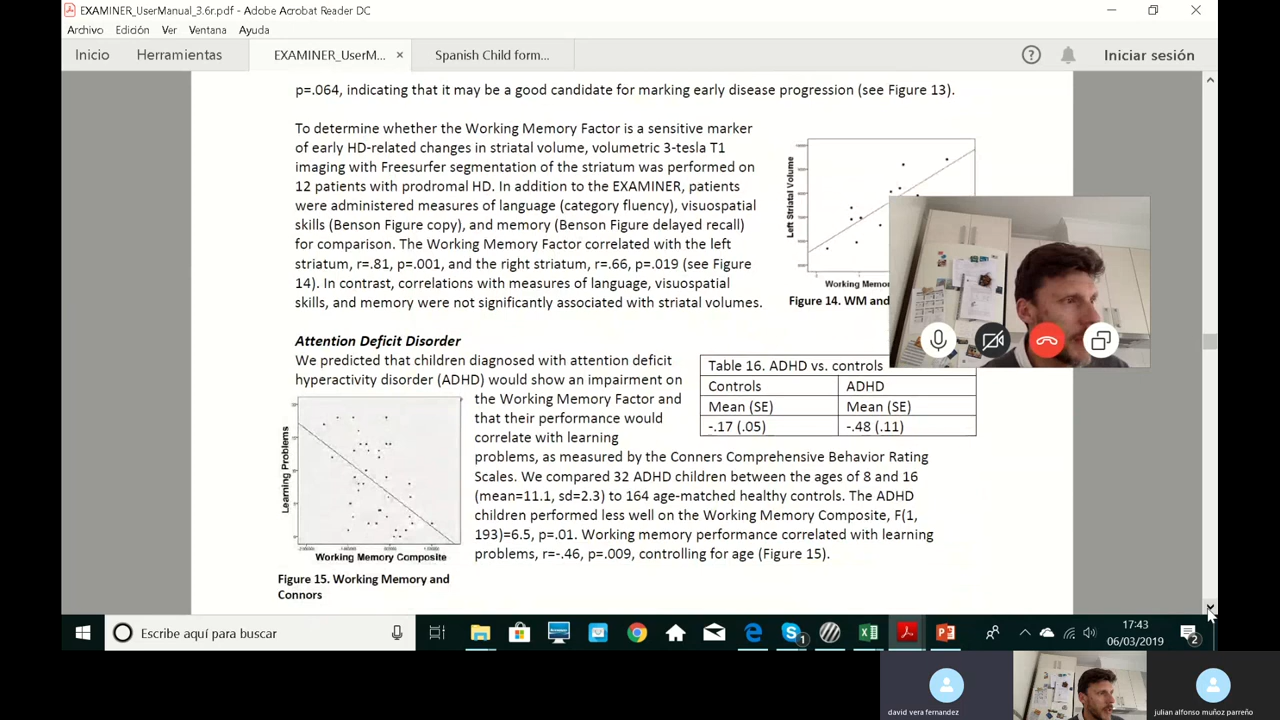 EXAMINER_UserManual_3.6r.pdf - Adobe Acrobat Reader DC
Archivo Edición Ver Ventana Ayuda
Inicio Herramientas EXAMINER_UserM... × Spanish Child form... Iniciar sesión
p=.064, indicating that it may be a good candidate for marking early disease progression (see Figure 13).
To determine whether the Working Memory Factor is a sensitive marker
of early HD-related changes in striatal volume, volumetric 3-tesla T1
imaging with Freesurfer segmentation of the striatum was performed on
12 patients with prodromal HD. In addition to the EXAMINER, patients
were administered measures of language (category fluency), visuospatial
skills (Benson Figure copy), and memory (Benson Figure delayed recall)
for comparison. The Working Memory Factor correlated with the left
striatum, r=.81, p=.001, and the right striatum, r=.66, p=.019 (see Figure
14). In contrast, correlations with measures of language, visuospatial
skills, and memory were not significantly associated with striatal volumes.
Left Striatal Volume
Working Memor
Figure 14. WM and
Attention Deficit Disorder
We predicted that children diagnosed with attention deficit
hyperactivity disorder (ADHD) would show an impairment on
the Working Memory Factor and
that their performance would
correlate with learning
problems, as measured by the Conners Comprehensive Behavior Rating
Scales. We compared 32 ADHD children between the ages of 8 and 16
(mean=11.1, sd=2.3) to 164 age-matched healthy controls. The ADHD
children performed less well on the Working Memory Composite, F(1,
193)=6.5, p=.01. Working memory performance correlated with learning
problems, r=-.46, p=.009, controlling for age (Figure 15).
Table 16. ADHD vs. controls
Controls ADHD
Mean (SE) Mean (SE)
-.17 (.05) -.48 (.11)
Learning Problems
Working Memory Composite
Figure 15. Working Memory and
Connors
Escribe aquí para buscar
1
17:43
06/03/2019
2
david vera fernandez
julian alfonso muñoz parreño